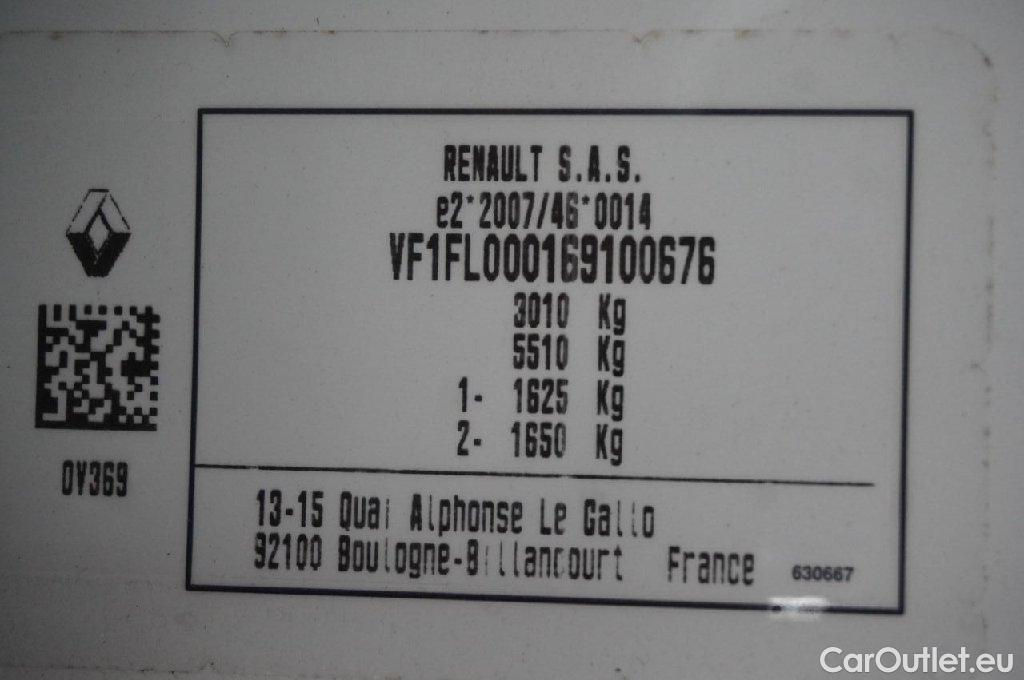 RENAULT S.A.S.
e2*2007/46*0014
VF1FL000169100676
3010 Kg
5510 Kg
1- 1625 Kg
2- 1650 Kg
0V369
13-15 Quai Alphonse Le Gallo
92100 Boulogne-Billancourt France
630667
CarOutlet.eu